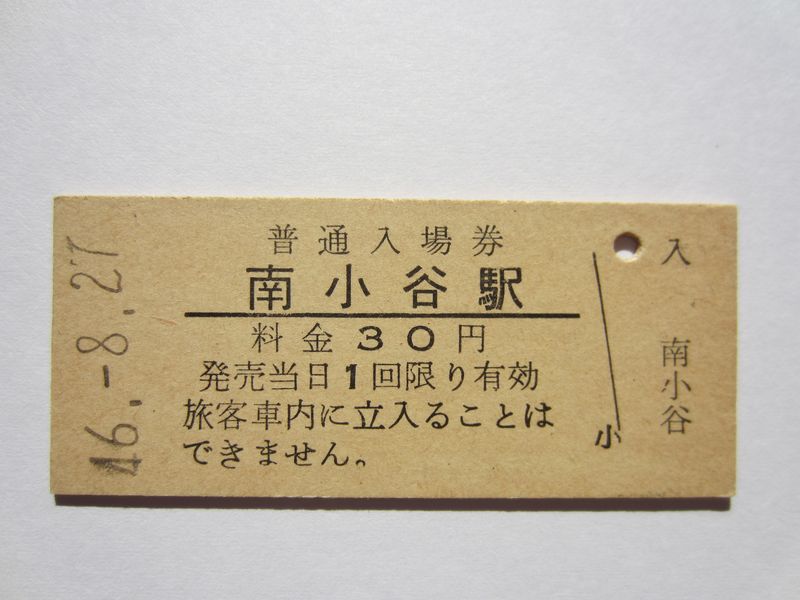 46.-8.27
普通入場券
南小谷駅
料金30円
発売当日1回限り有効
旅客車内に立入ることは
できません。
小
入
南小谷